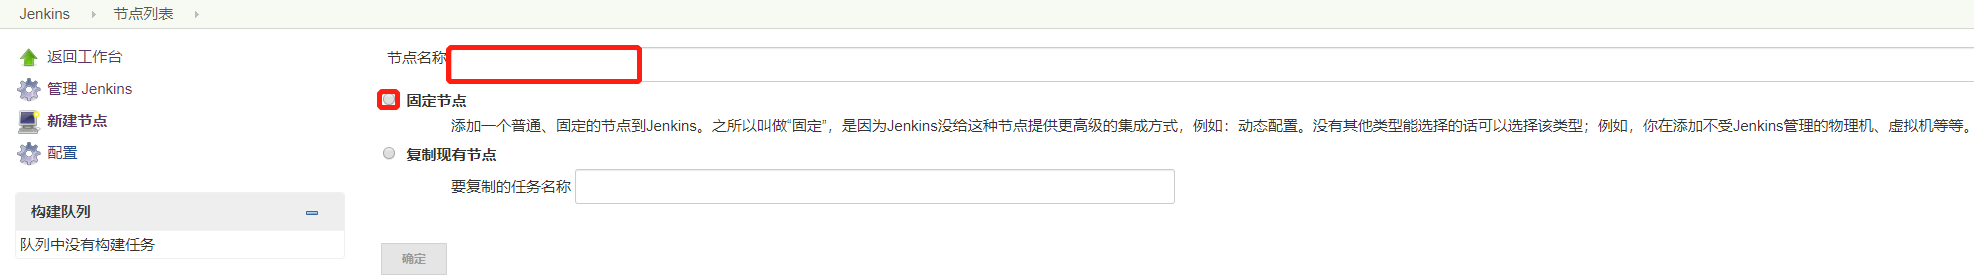 Jenkins 节点列表
返回工作台
管理 Jenkins
新建节点
配置
构建队列
队列中没有构建任务
节点名称
固定节点
添加一个普通、固定的节点到Jenkins。之所以叫做“固定”，是因为Jenkins没给这种节点提供更高级的集成方式，例如：动态配置。没有其他类型能选择的话可以选择该类型；例如，你在添加不受Jenkins管理的物理机、虚拟机等等。
复制现有节点
要复制的任务名称
确定